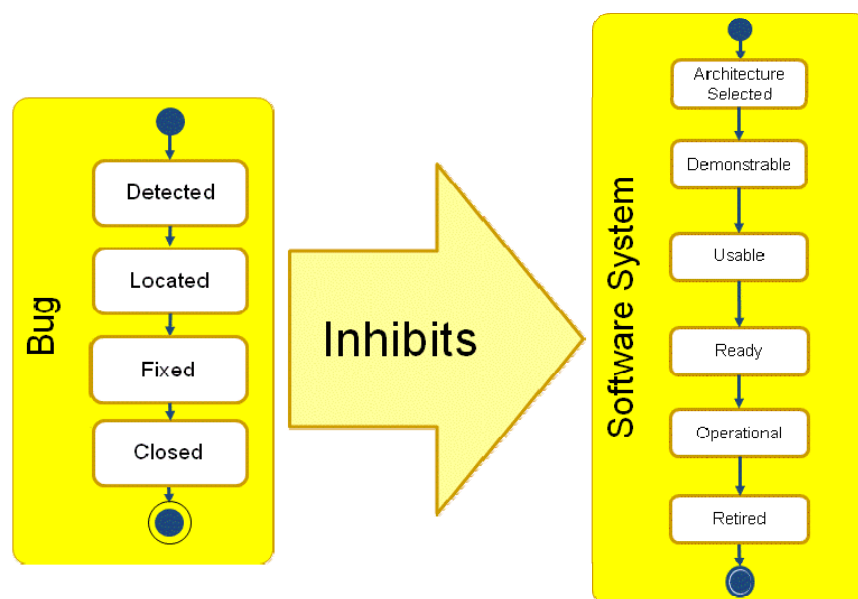 Bug
Detected
Located
Fixed
Closed
Inhibits
Software System
Architecture
Selected
Demonstrable
Usable
Ready
Operational
Retired